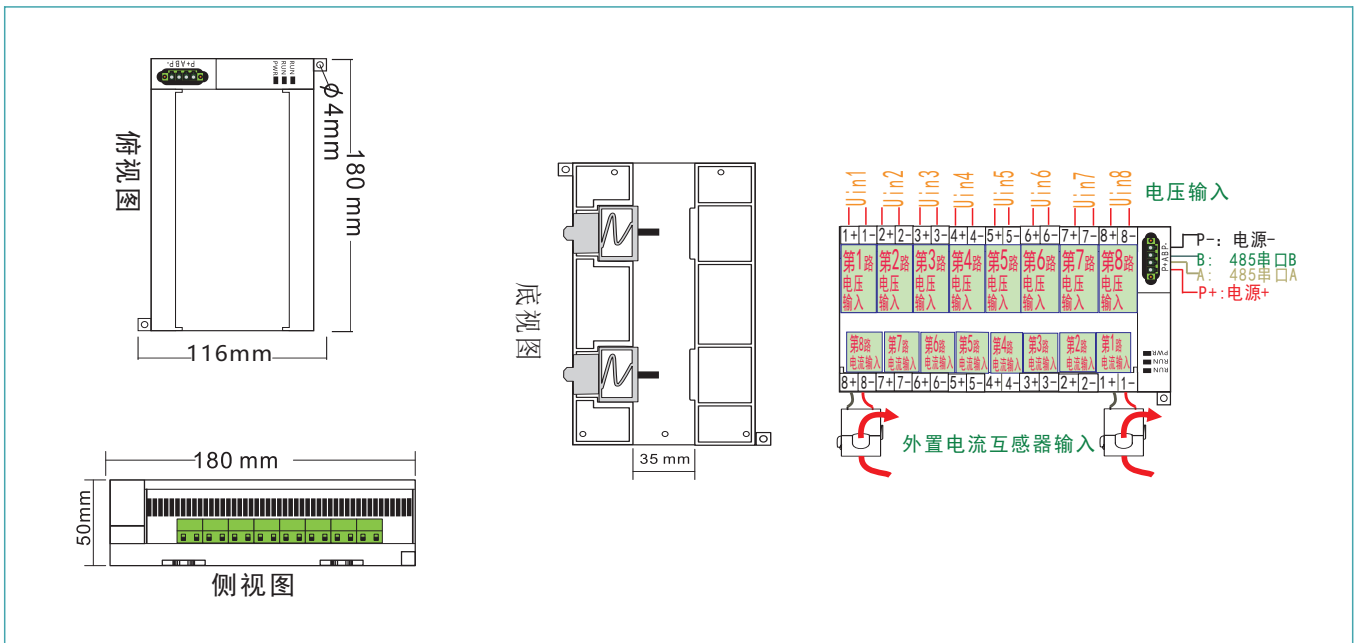 P+ABP-
PWR
RUN
RUN
ϕ4mm
180 mm
116mm
俯视图
180 mm
50mm
侧视图
底视图
35 mm
Uin1 Uin2 Uin3 Uin4 Uin5 Uin6 Uin7 Uin8
电压输入
1+ 1- 2+ 2- 3+ 3- 4+ 4- 5+ 5- 6+ 6- 7+ 7- 8+ 8-
第1路 电压 输入
第2路 电压 输入
第3路 电压 输入
第4路 电压 输入
第5路 电压 输入
第6路 电压 输入
第7路 电压 输入
第8路 电压 输入
P+ABP-
P-: 电源-
B: 485串口B
A: 485串口A
P+:电源+
第8路 电流输入
第7路 电流输入
第6路 电流输入
第5路 电流输入
第4路 电流输入
第3路 电流输入
第2路 电流输入
第1路 电流输入
PWR
RUN
RUN
8+ 8- 7+ 7- 6+ 6- 5+ 5- 4+ 4- 3+ 3- 2+ 2- 1+ 1-
外置电流互感器输入